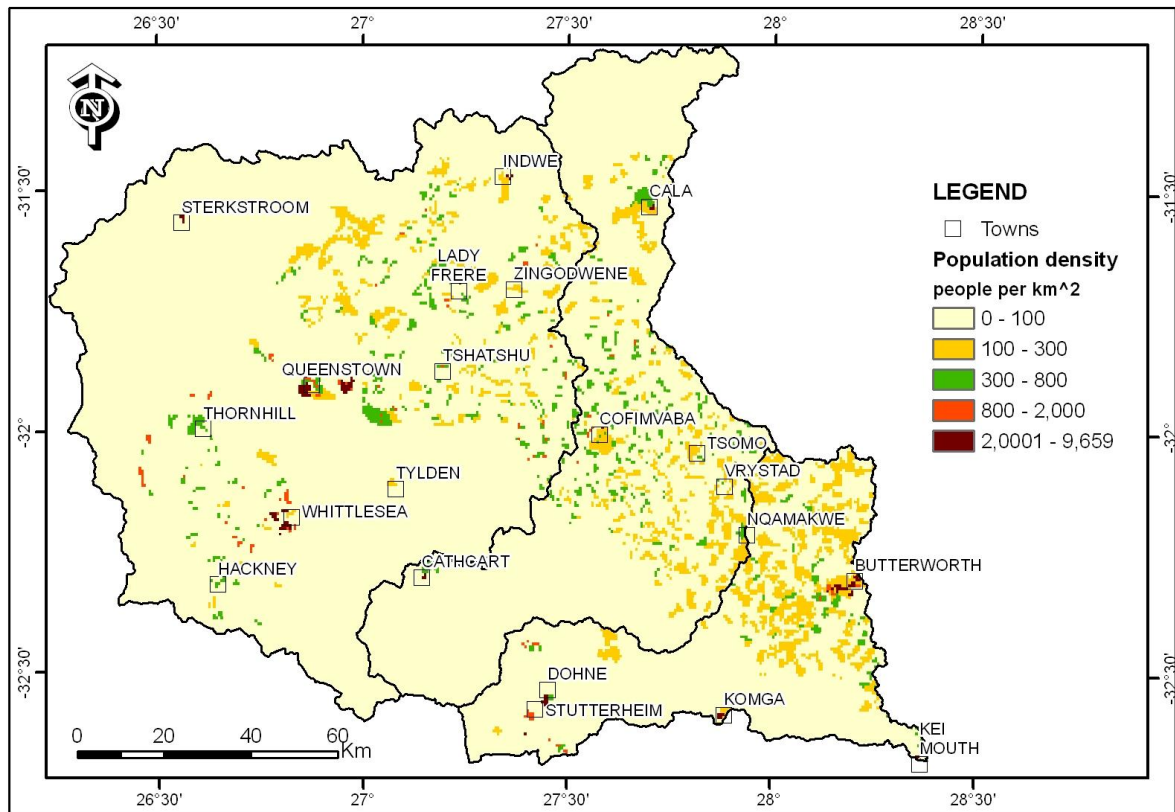 26°30' 27° 27°30' 28° 28°30'
N
-31°30' -31°30'
INDWE
CALA
STERKSTROOM
LADY
FRERE
ZINGODWENE
TSHATSHU
QUEENSTOWN
THORNHILL
COFIMVABA
-32° -32°
TSOMO
TYLDEN
VRYSTAD
WHITTLESEA
NQAMAKWE
HACKNEY
CATHCART
BUTTERWORTH
-32°30' -32°30'
DOHNE
STUTTERHEIM
KOMGA
KEI
MOUTH
LEGEND
Towns
Population density
people per km^2
0 - 100
100 - 300
300 - 800
800 - 2,000
2,0001 - 9,659
0 20 40 60
Km
26°30' 27° 27°30' 28° 28°30'